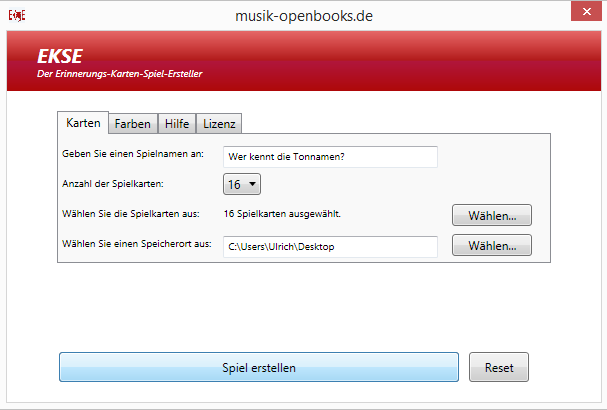 musik-openbooks.de
EKSE
Der Erinnerungs-Karten-Spiel-Ersteller
Karten Farben Hilfe Lizenz
Geben Sie einen Spielnamen an: Wer kennt die Tonnamen?
Anzahl der Spielkarten: 16
Wählen Sie die Spielkarten aus: 16 Spielkarten ausgewählt. Wählen...
Wählen Sie einen Speicherort aus: C:\Users\Ulrich\Desktop Wählen...
Spiel erstellen Reset